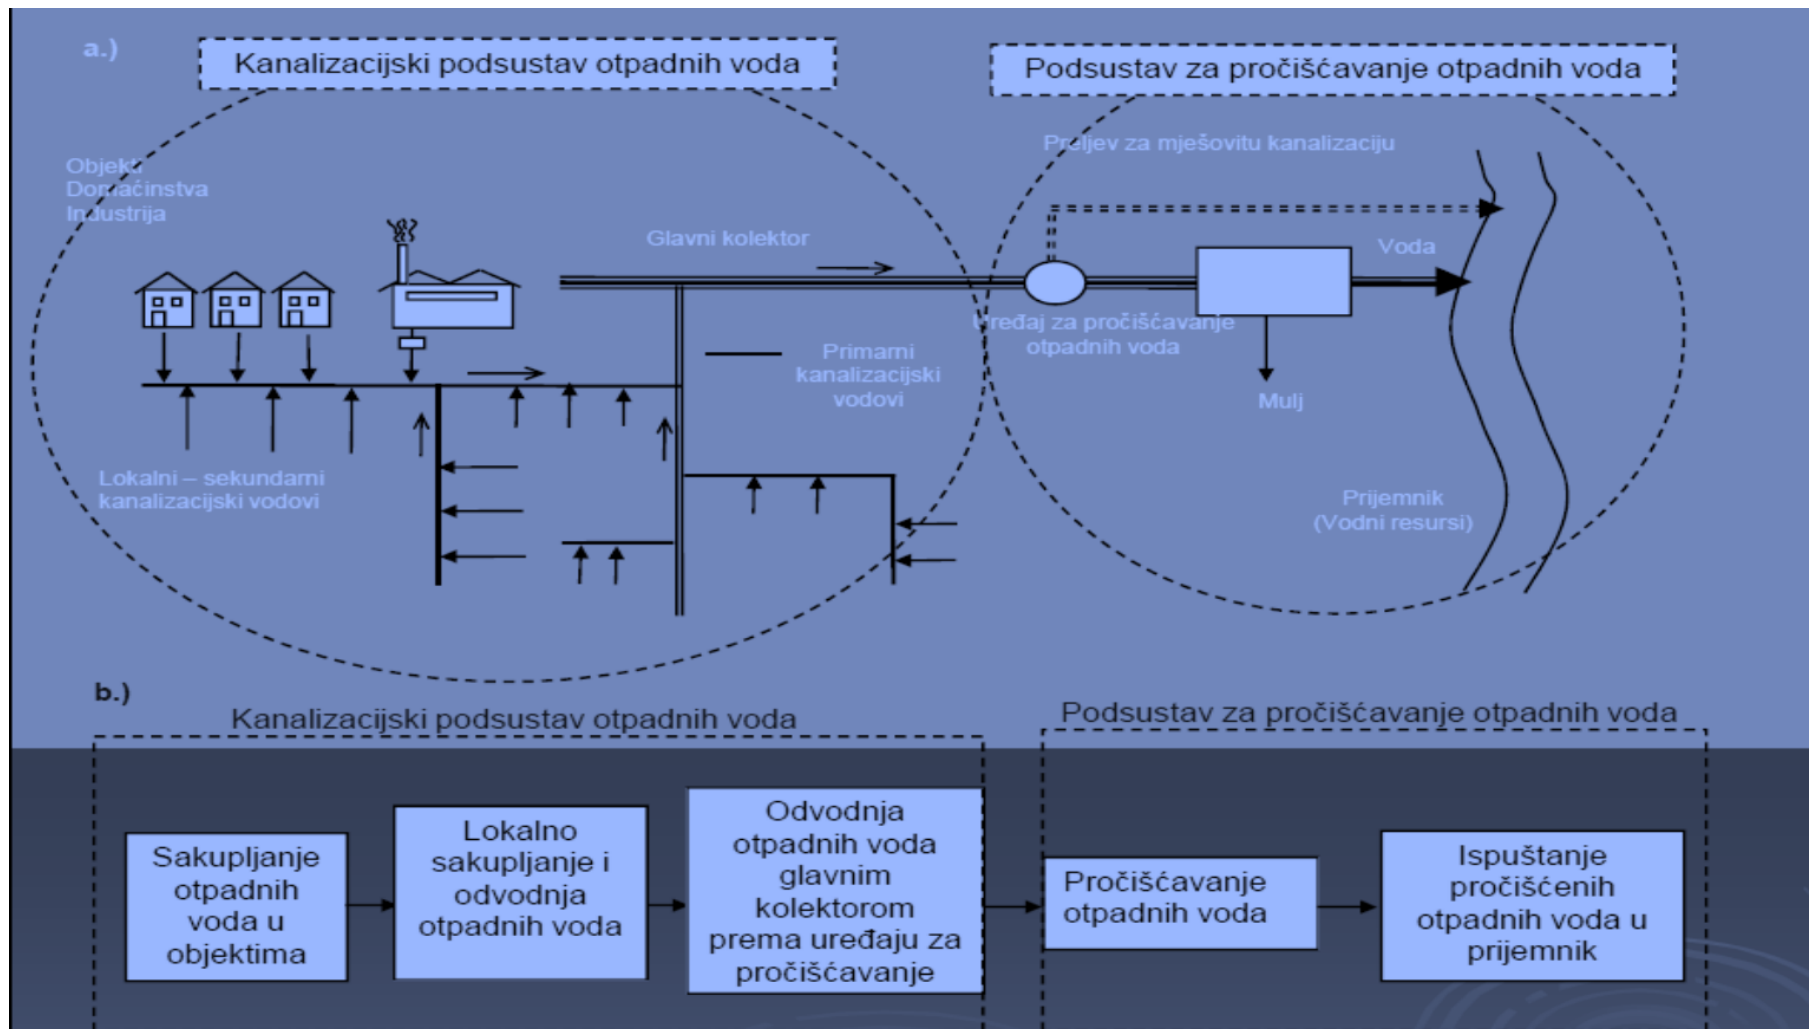 a.)
Kanalizacijski podsustav otpadnih voda
Podsustav za pročišćavanje otpadnih voda
Preljev za mješovitu kanalizaciju
Objekti
Domaćinstva
Industrija
Glavni kolektor
Voda
Uređaj za pročišćavanje
otpadnih voda
Primarni
kanalizacijski
vodovi
Mulj
Lokalni – sekundarni
kanalizacijski vodovi
Prijemnik
(Vodni resursi)
b.)
Kanalizacijski podsustav otpadnih voda
Podsustav za pročišćavanje otpadnih voda
Sakupljanje
otpadnih
voda u
objektima
Lokalno
sakupljanje i
odvodnja
otpadnih voda
Odvodnja
otpadnih voda
glavnim
kolektorom
prema uređaju za
pročišćavanje
Pročišćavanje
otpadnih voda
Ispuštanje
pročišćenih
otpadnih voda u
prijemnik